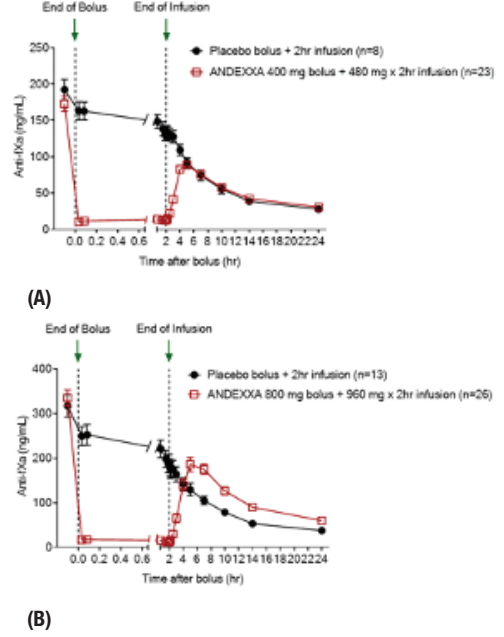 End of Bolus End of Infusion
Placebo bolus + 2hr infusion (n=8)
ANDEXXA 400 mg bolus + 480 mg x 2hr infusion (n=23)
Anti-fXa (ng/mL)
250
200
150
100
50
0
0.0 0.2 0.4 0.6 2 4 6 8 10 12 14 16 18 20 22 24
Time after bolus (hr)
(A)
End of Bolus End of Infusion
Placebo bolus + 2hr infusion (n=13)
ANDEXXA 800 mg bolus + 960 mg x 2hr infusion (n=26)
Anti-fXa (ng/mL)
400
300
200
100
0
0.0 0.2 0.4 0.6 2 4 6 8 10 12 14 16 18 20 22 24
Time after bolus (hr)
(B)